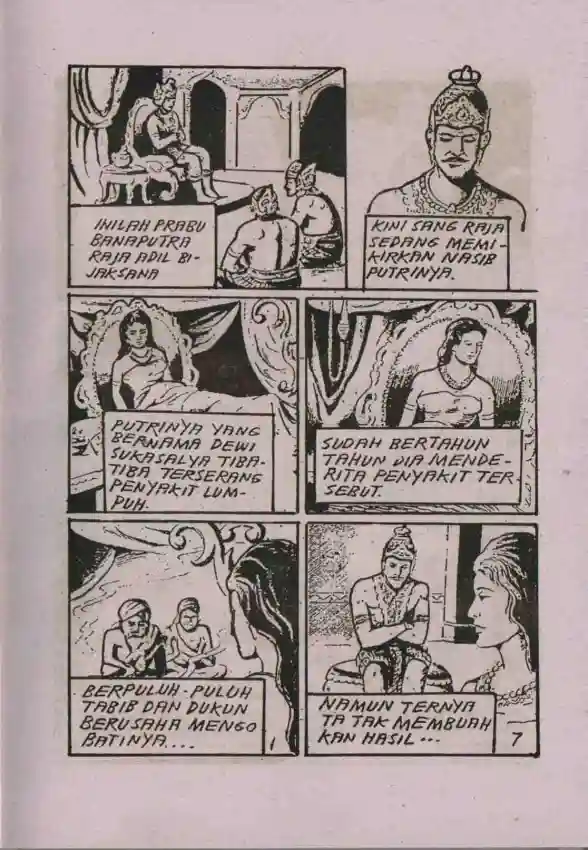 INILAH PRABU
BANAPUTRA
RAJA ADIL BI-
JAKSANA
KINI SANG RAJA
SEDANG MEMI-
KIRKAN NASIB
PUTRINYA.
PUTRINYA YANG
BERNAMA DEWI
SUKASALYA TIBA-
TIBA TERSERANG
PENYAKIT LUM-
PUH.
SUDAH BERTAHUN
TAHUN DIA MENDE-
RITA PENYAKIT TER-
SEBUT.
BERPULUH-PULUH
TABIB DAN DUKUN
BERUSAHA MENGO
BATINYA....
NAMUN TERNYA
TA TAK MEMBUAH
KAN HASIL...
7